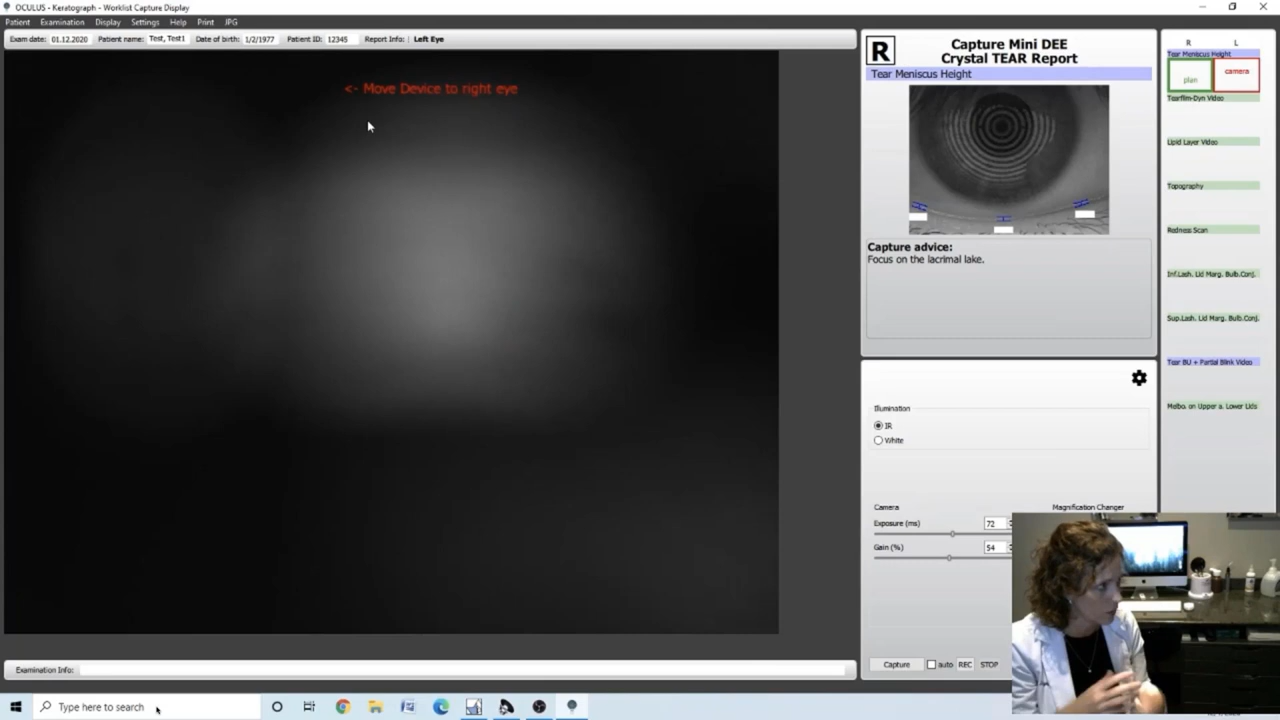 OCULUS - Keratograph - Worklist Capture Display
Patient Examination Display Settings Help Print JPG
Exam date: 01.12.2020 Patient name: Test, Test1 Date of birth: 1/2/1977 Patient ID: 12345 Report Info: | Left Eye
<- Move Device to right eye
R
Capture Mini DEE
Crystal TEAR Report
Tear Meniscus Height
Capture advice:
Focus on the lacrimal lake.
Illumination
IR
White
Camera Magnification Changer
Exposure (ms) 72
Gain (%) 54
Capture auto REC STOP
R L
Tear Meniscus Height
plan camera
Tearfilm-Dyn Video
Lipid Layer Video
Topography
Redness Scan
Inf.Lash. Lid Marg. Bulb.Conj.
Sup.Lash. Lid Marg. Bulb.Conj.
Tear BU + Partial Blink Video
Meibo. on Upper a. Lower Lids
Examination Info:
Type here to search